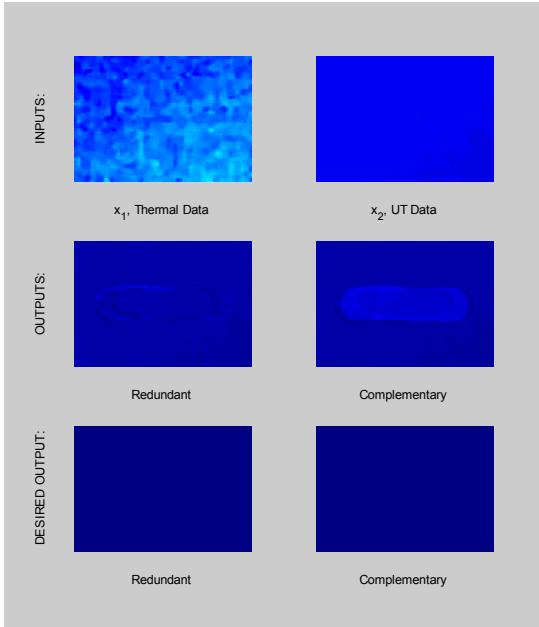 INPUTS:
x1, Thermal Data
x2, UT Data
OUTPUTS:
Redundant
Complementary
DESIRED OUTPUT:
Redundant
Complementary